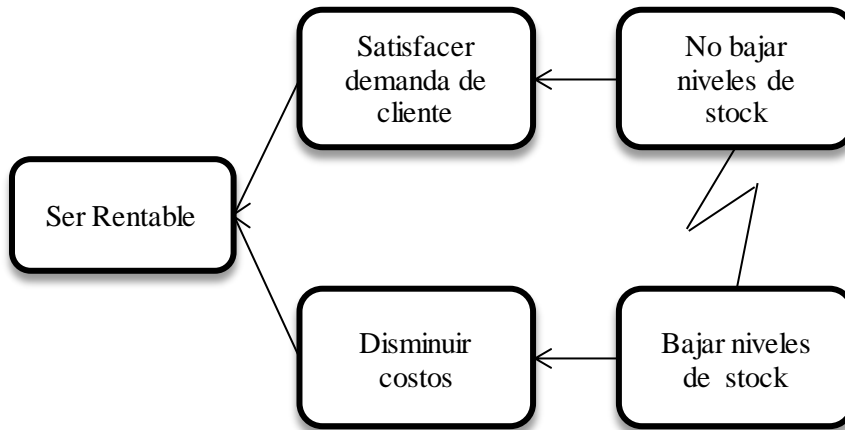 Satisfacer
demanda de
cliente
No bajar
niveles de
stock
Ser Rentable
Disminuir
costos
Bajar niveles
de stock